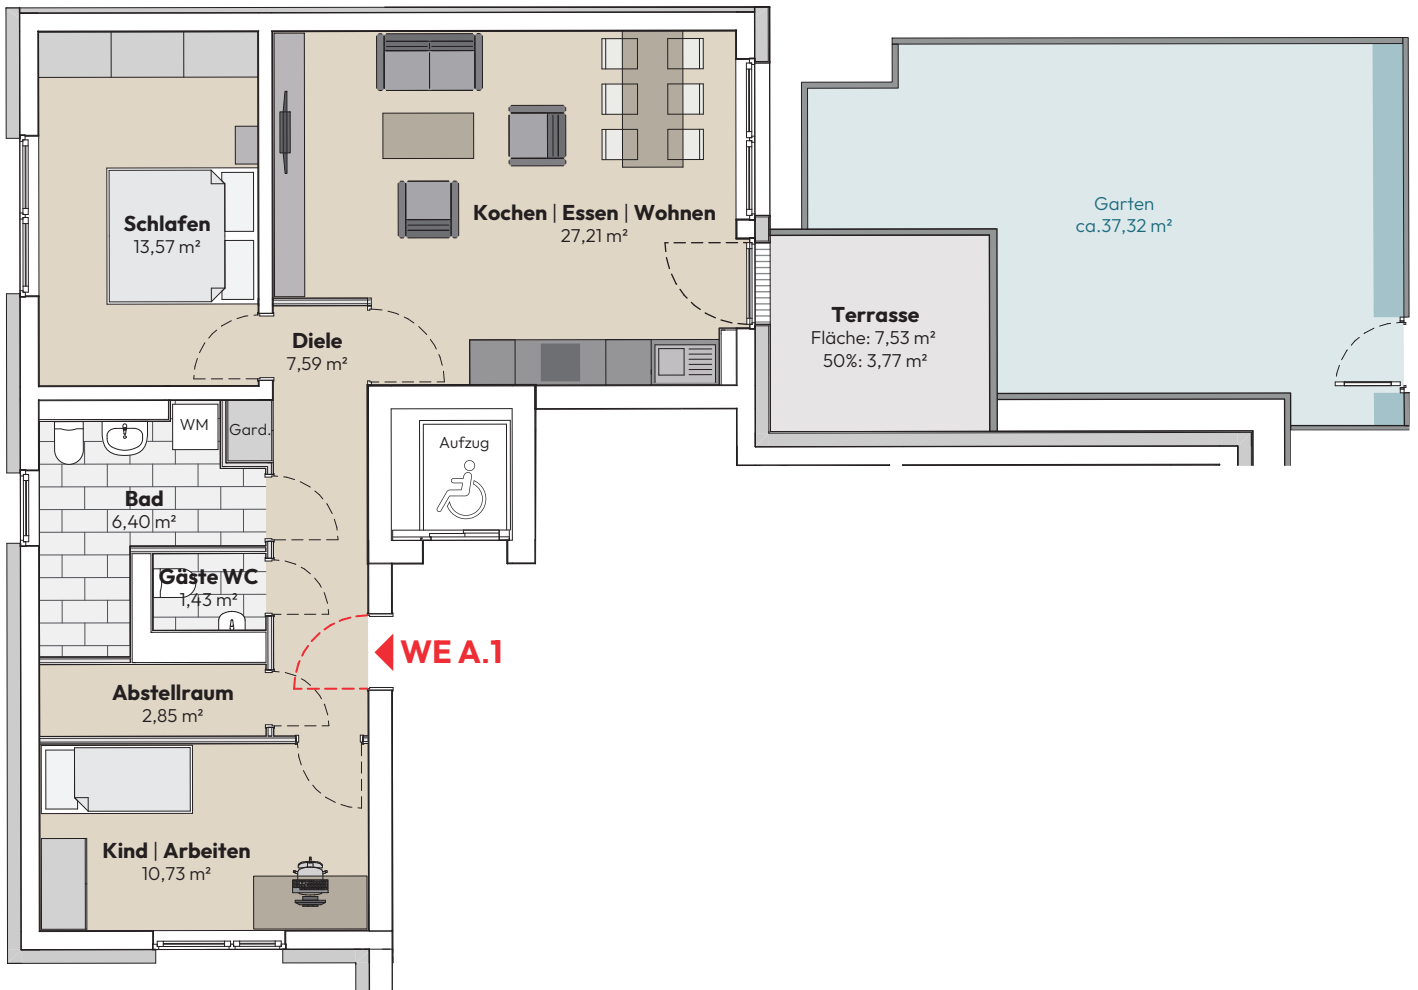 Schlafen
13,57 m²
Kochen | Essen | Wohnen
27,21 m²
Garten
ca.37,32 m²
Terrasse
Fläche: 7,53 m²
50%: 3,77 m²
Diele
7,59 m²
WM
Gard.
Aufzug
Bad
6,40 m²
Gäste WC
1,43 m²
WE A.1
Abstellraum
2,85 m²
Kind | Arbeiten
10,73 m²